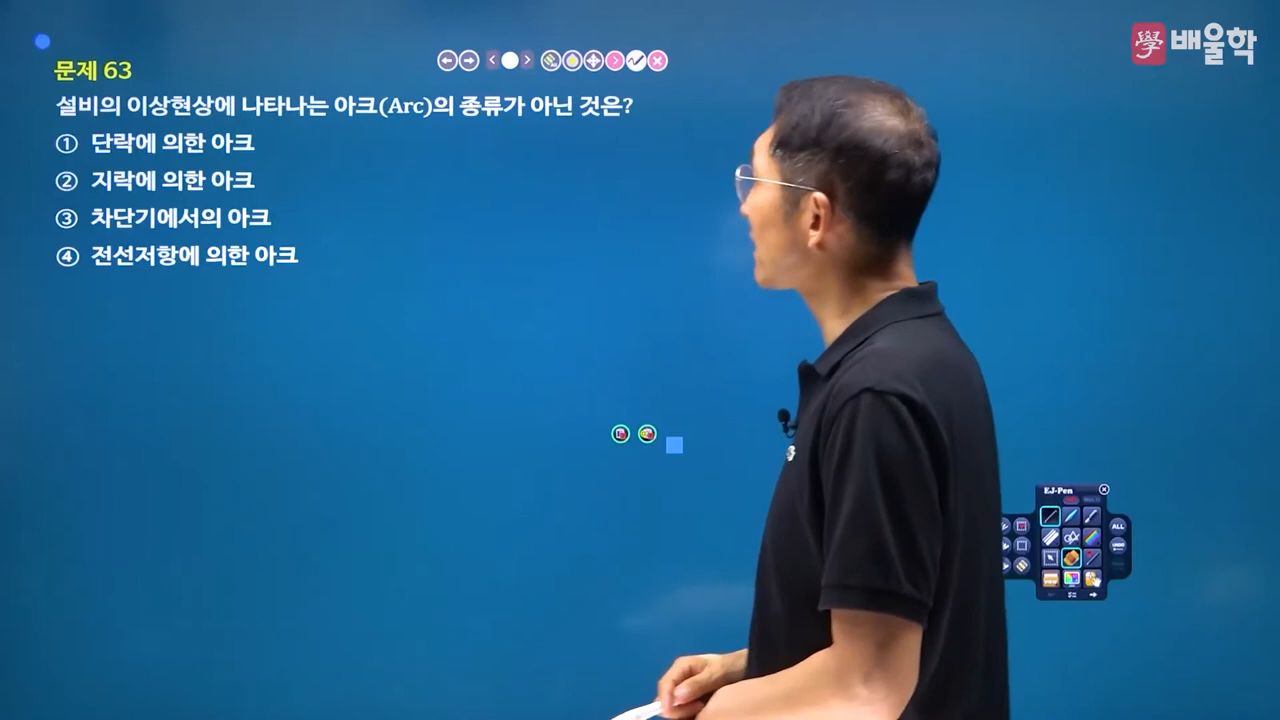 문제 63
설비의 이상현상에 나타나는 아크(Arc)의 종류가 아닌 것은?
① 단락에 의한 아크
② 지락에 의한 아크
③ 차단기에서의 아크
④ 전선저항에 의한 아크
學 배울학
EJ-Pen
ALL
UNDO